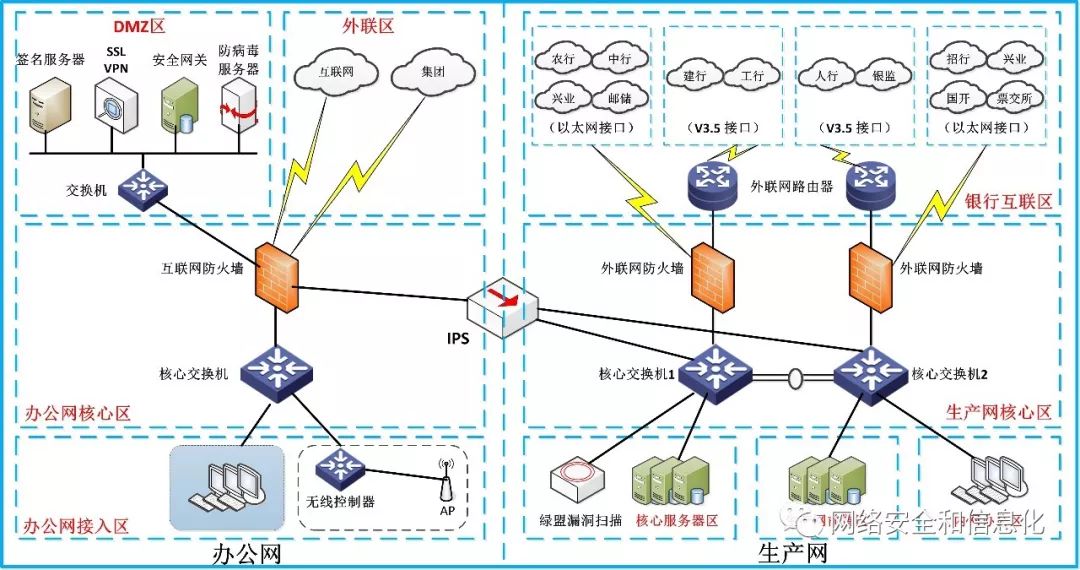 DMZ区
签名服务器
SSL
VPN
安全网关
防病毒
服务器
交换机
外联区
互联网
集团
农行
中行
兴业
邮储
（以太网接口）
建行
工行
（V3.5 接口）
人行
银监
（V3.5 接口）
招行
兴业
国开
票交所
（以太网接口）
外联网路由器
银行互联区
互联网防火墙
IPS
外联网防火墙
外联网防火墙
核心交换机
核心交换机1
核心交换机2
办公网核心区
生产网核心区
无线控制器
AP
办公网接入区
绿盟漏洞扫描
核心服务器区
区
网络安全和信息化
办公网
生产网